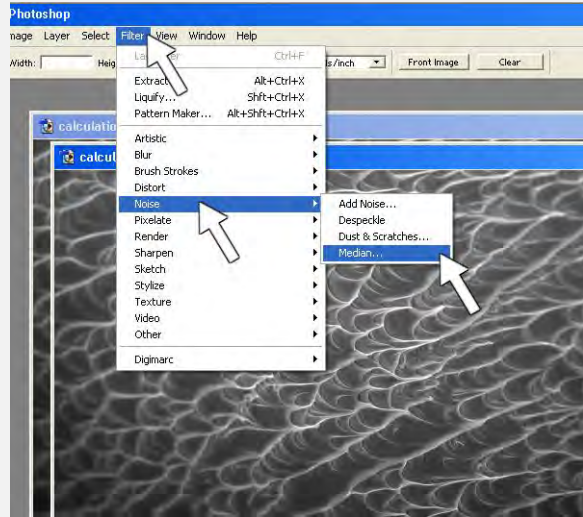 Photoshop
mage Layer Select Filter View Window Help
Width: Heig s/inch Front Image Clear
Ctrl+F
Extract Alt+Ctrl+X
Liquify... Shft+Ctrl+X
Pattern Maker... Alt+Shft+Ctrl+X
calculatio
calcul
Artistic
Blur
Brush Strokes
Distort
Noise
Pixelate
Render
Sharpen
Sketch
Stylize
Texture
Video
Other
Digimarc
Add Noise...
Despeckle
Dust & Scratches...
Median...